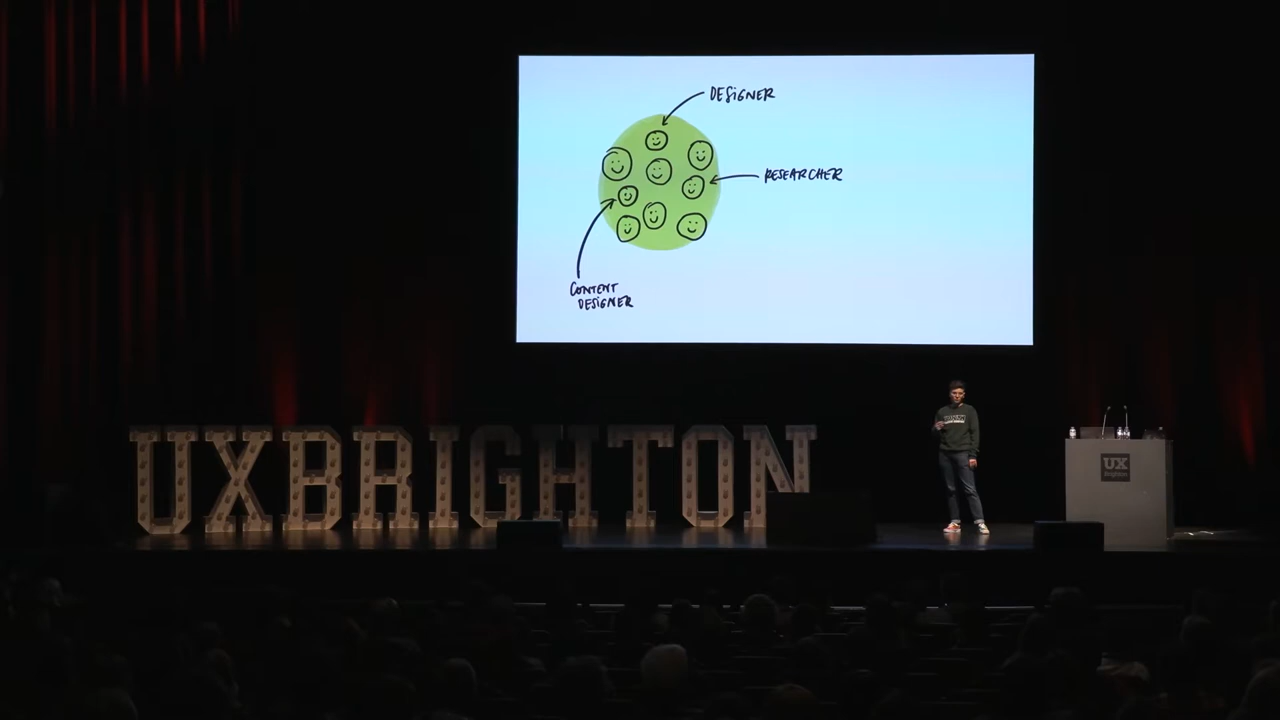 DESIGNER
RESEARCHER
CONTENT
DESIGNER
UXBRIGHTON
UX